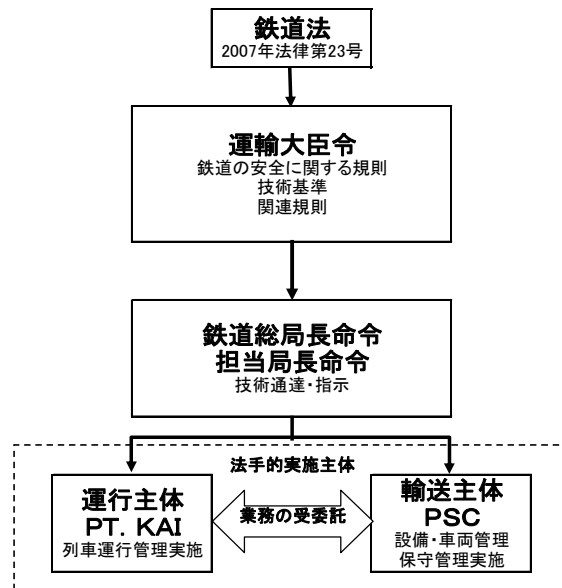 鉄道法
2007年法律第23号
運輸大臣令
鉄道の安全に関する規則
技術基準
関連規則
鉄道総局長命令
担当局長命令
技術通達・指示
法手的実施主体
運行主体
PT. KAI
列車運行管理実施
業務の受委託
輸送主体
PSC
設備・車両管理
保守管理実施